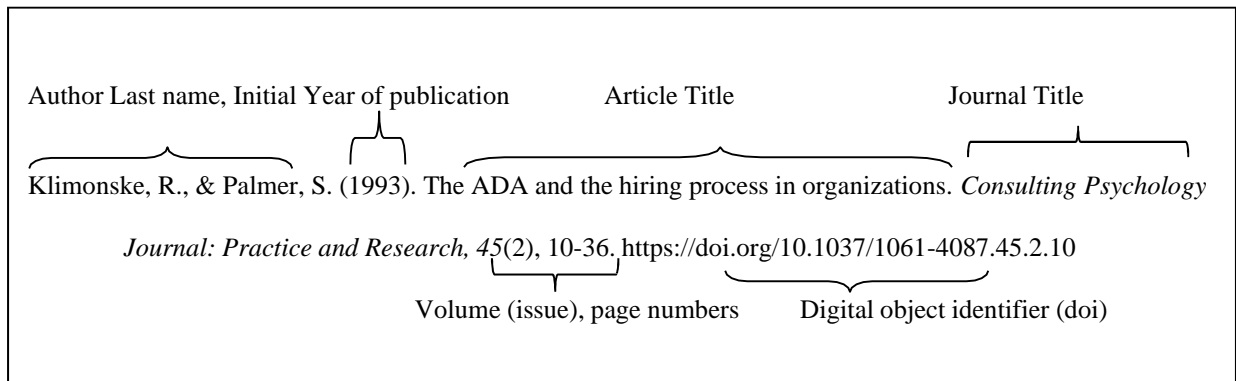 Author Last name, Initial Year of publication Article Title Journal Title
Klimonske, R., & Palmer, S. (1993). The ADA and the hiring process in organizations. Consulting Psychology
Journal: Practice and Research, 45(2), 10-36. https://doi.org/10.1037/1061-4087.45.2.10
Volume (issue), page numbers Digital object identifier (doi)